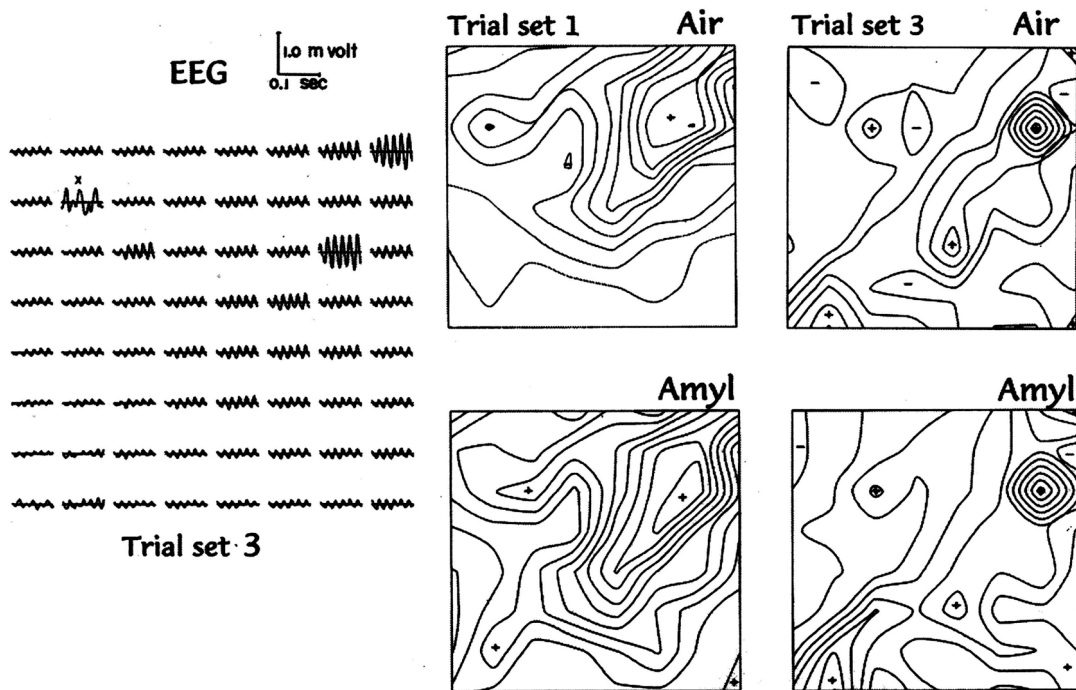 EEG
1.0 m volt
0.1 sec
x
Trial set 3
Trial set 1 Air
Trial set 3 Air
Amyl
Amyl